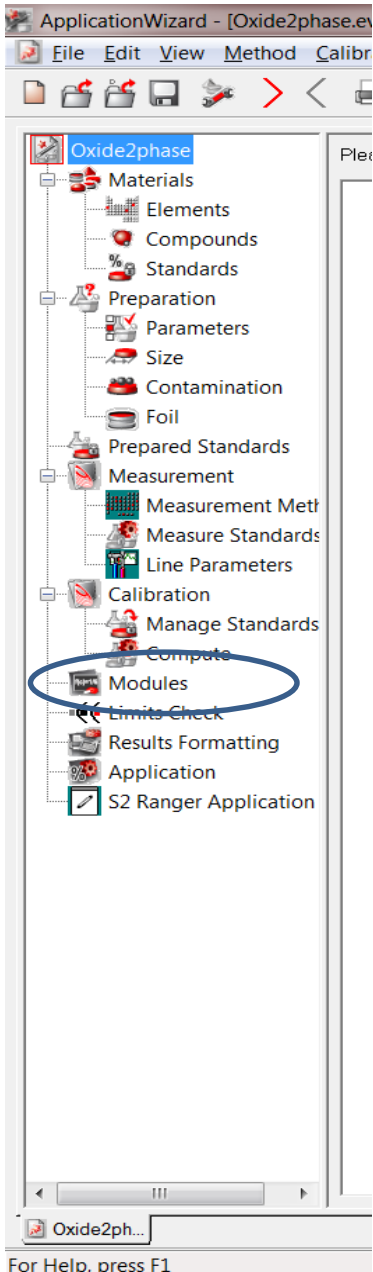 ApplicationWizard - [Oxide2phase.ev
File Edit View Method Calibr
Oxide2phase
Plea
Materials
Elements
Compounds
Standards
Preparation
Parameters
Size
Contamination
Foil
Prepared Standards
Measurement
Measurement Meth
Measure Standards
Line Parameters
Calibration
Manage Standards
Compute
Modules
Limits Check
Results Formatting
Application
S2 Ranger Application
Oxide2ph...
For Help, press F1